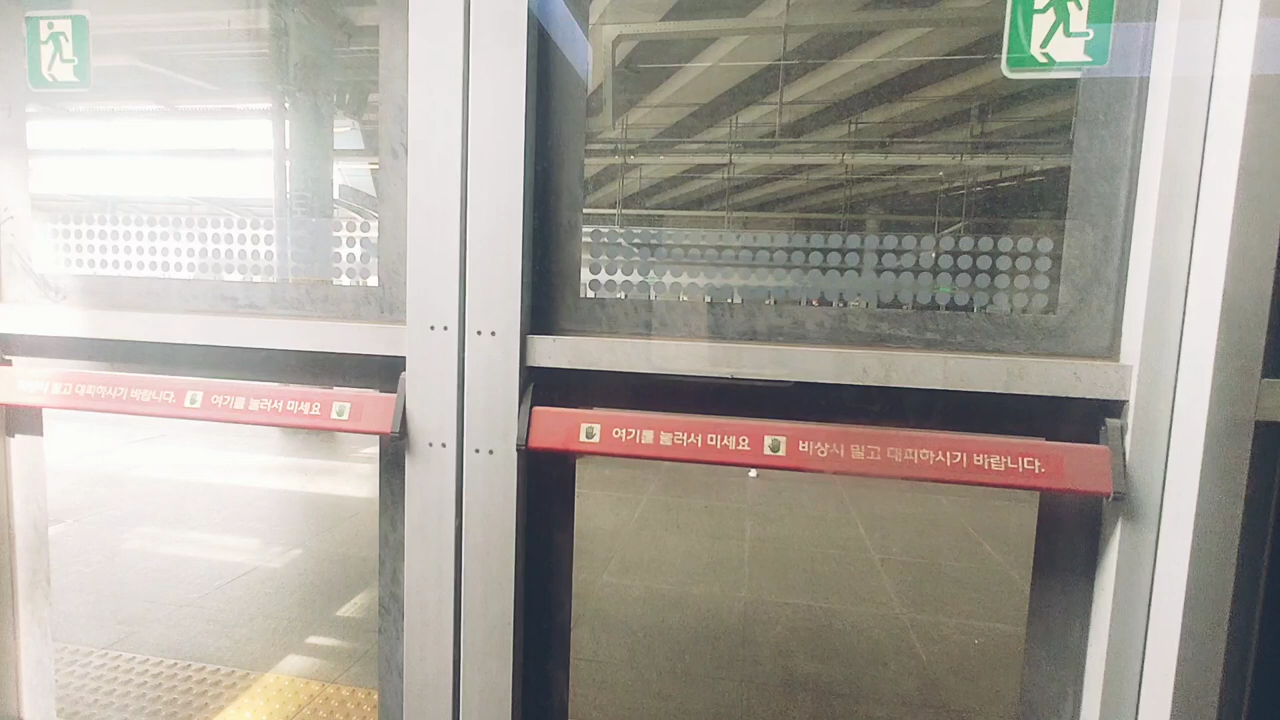 비상시 밀고 대피하시기 바랍니다. 여기를 눌러서 미세요
여기를 눌러서 미세요 비상시 밀고 대피하시기 바랍니다.